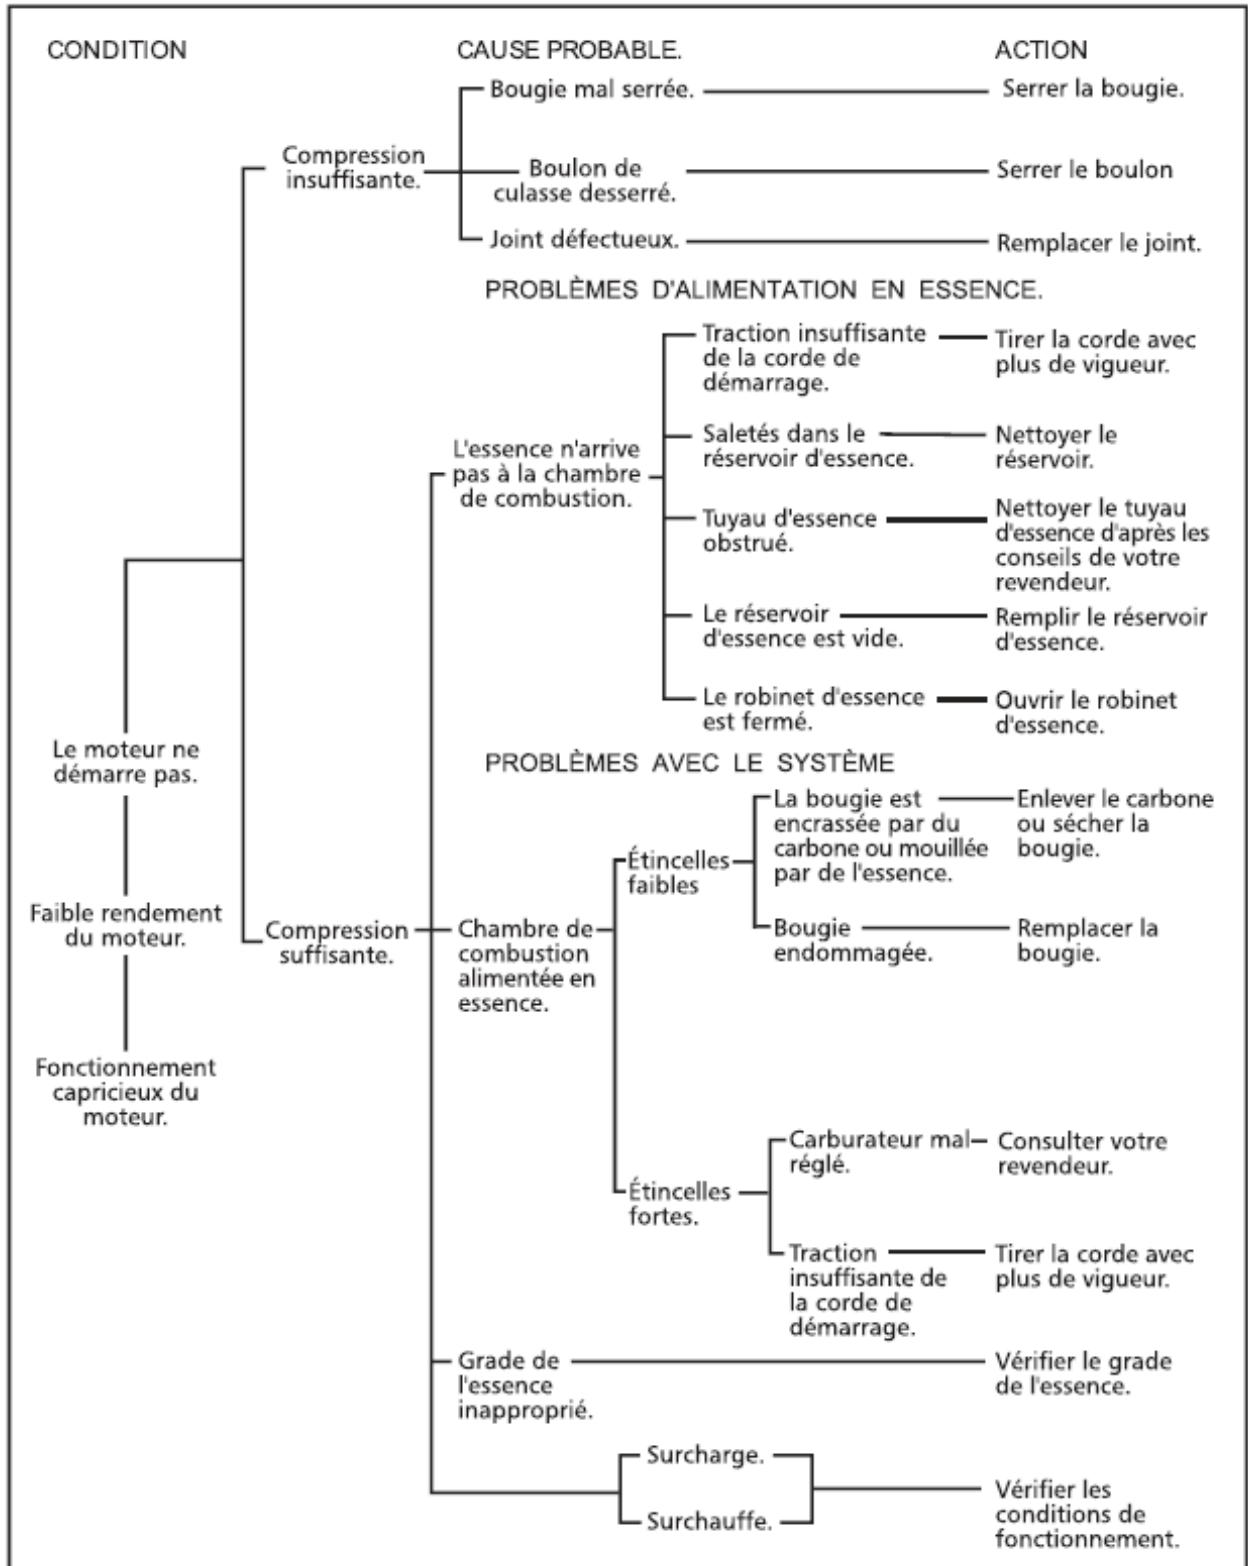 CONDITION
CAUSE PROBABLE.
ACTION
Bougie mal serrée.
Serrer la bougie.
Compression
insuffisante.
Boulon de
culasse desserré.
Serrer le boulon
Joint défectueux.
Remplacer le joint.
PROBLÈMES D'ALIMENTATION EN ESSENCE.
Traction insuffisante
de la corde de
démarrage.
Tirer la corde avec
plus de vigueur.
L'essence n'arrive
pas à la chambre
de combustion.
Saletés dans le
réservoir d'essence.
Nettoyer le
réservoir.
Tuyau d'essence
obstrué.
Nettoyer le tuyau
d'essence d'après les
conseils de votre
revendeur.
Le réservoir
d'essence est vide.
Remplir le réservoir
d'essence.
Le robinet d'essence
est fermé.
Ouvrir le robinet
d'essence.
Le moteur ne
démarre pas.
PROBLÈMES AVEC LE SYSTÈME
La bougie est
encrassée par du
carbone ou mouillée
par de l'essence.
Enlever le carbone
ou sécher la
bougie.
Étincelles
faibles
Faible rendement
du moteur.
Compression
suffisante.
Chambre de
combustion
alimentée en
essence.
Bougie
endommagée.
Remplacer la
bougie.
Fonctionnement
capricieux du
moteur.
Carburateur mal
réglé.
Consulter votre
revendeur.
Étincelles
fortes.
Traction
insuffisante de
la corde de
démarrage.
Tirer la corde avec
plus de vigueur.
Grade de
l'essence
inapproprié.
Vérifier le grade
de l'essence.
Surcharge.
Surchauffe.
Vérifier les
conditions de
fonctionnement.